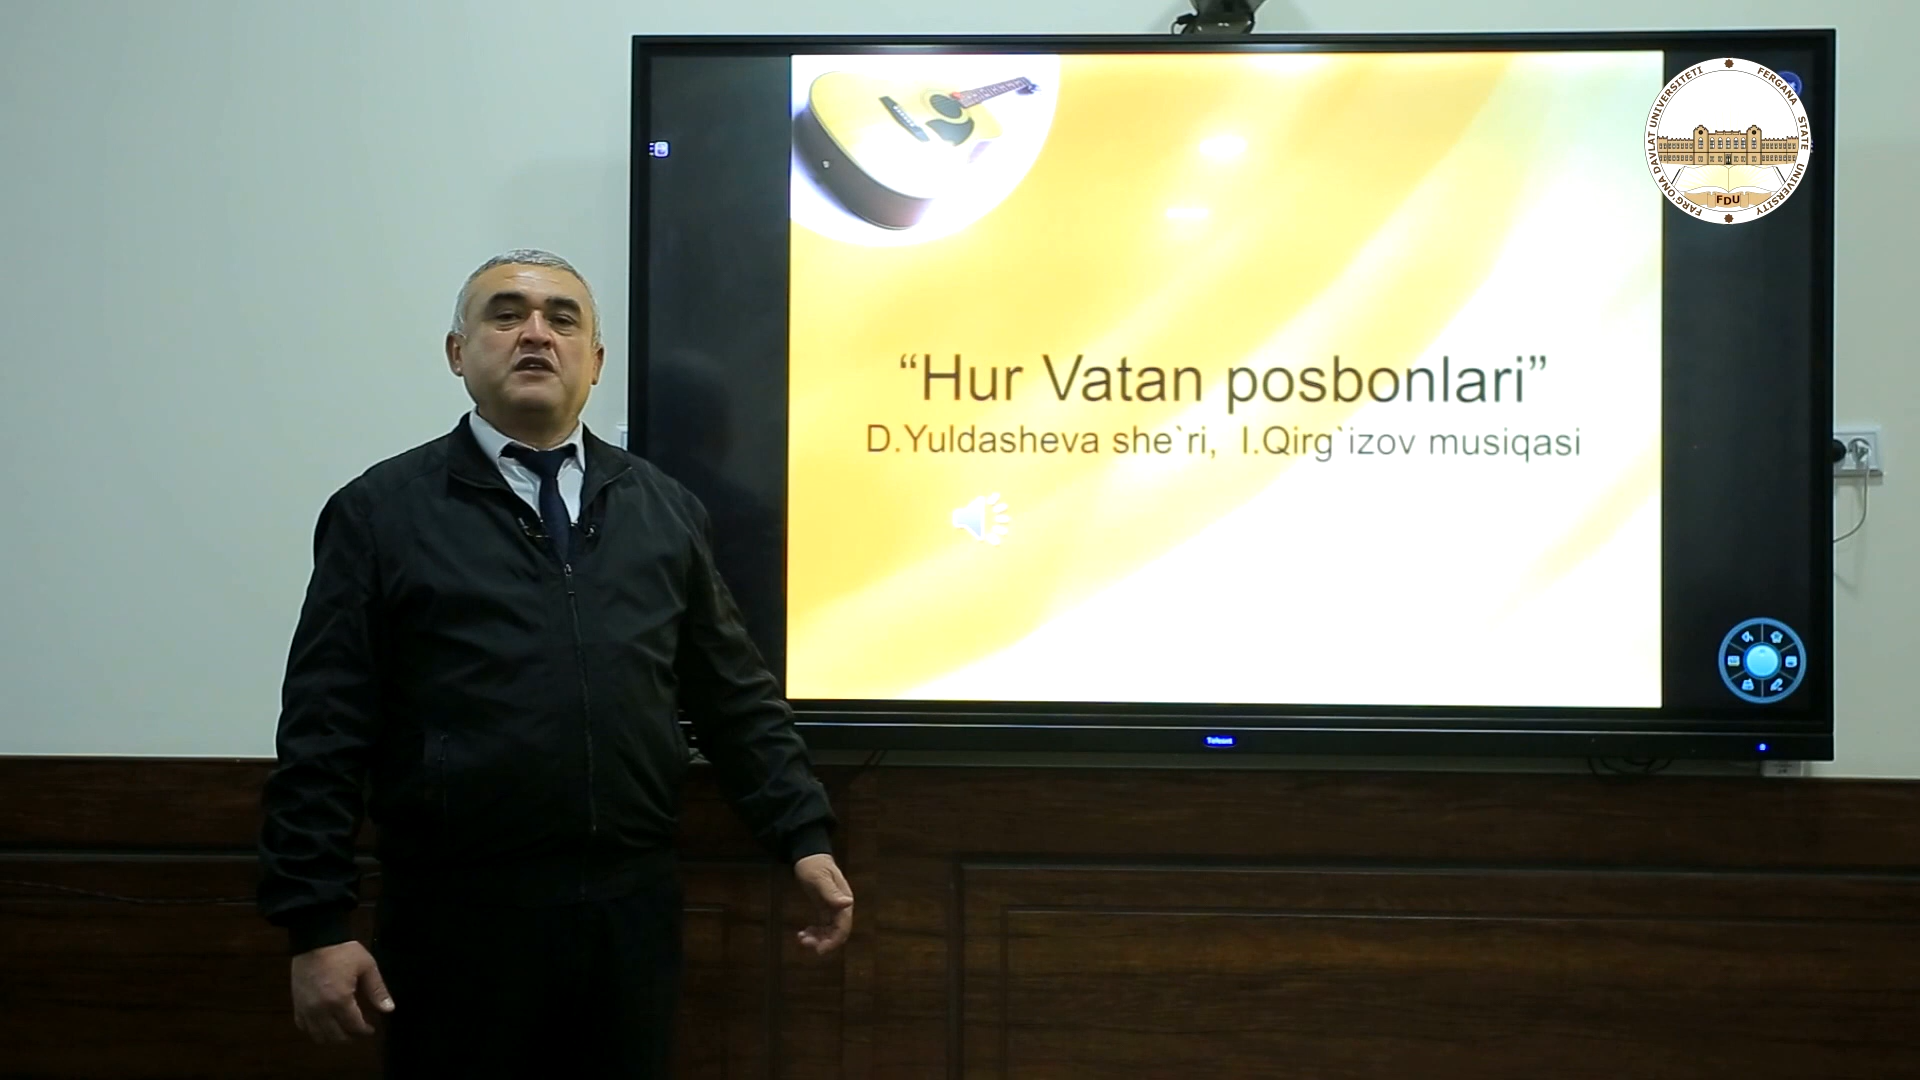 “Hur Vatan posbonlari”
D.Yuldasheva she`ri, I.Qirg`izov musiqasi
FARG'ONA DAVLAT UNIVERSITETI
FERGANA STATE UNIVERSITY
FDU